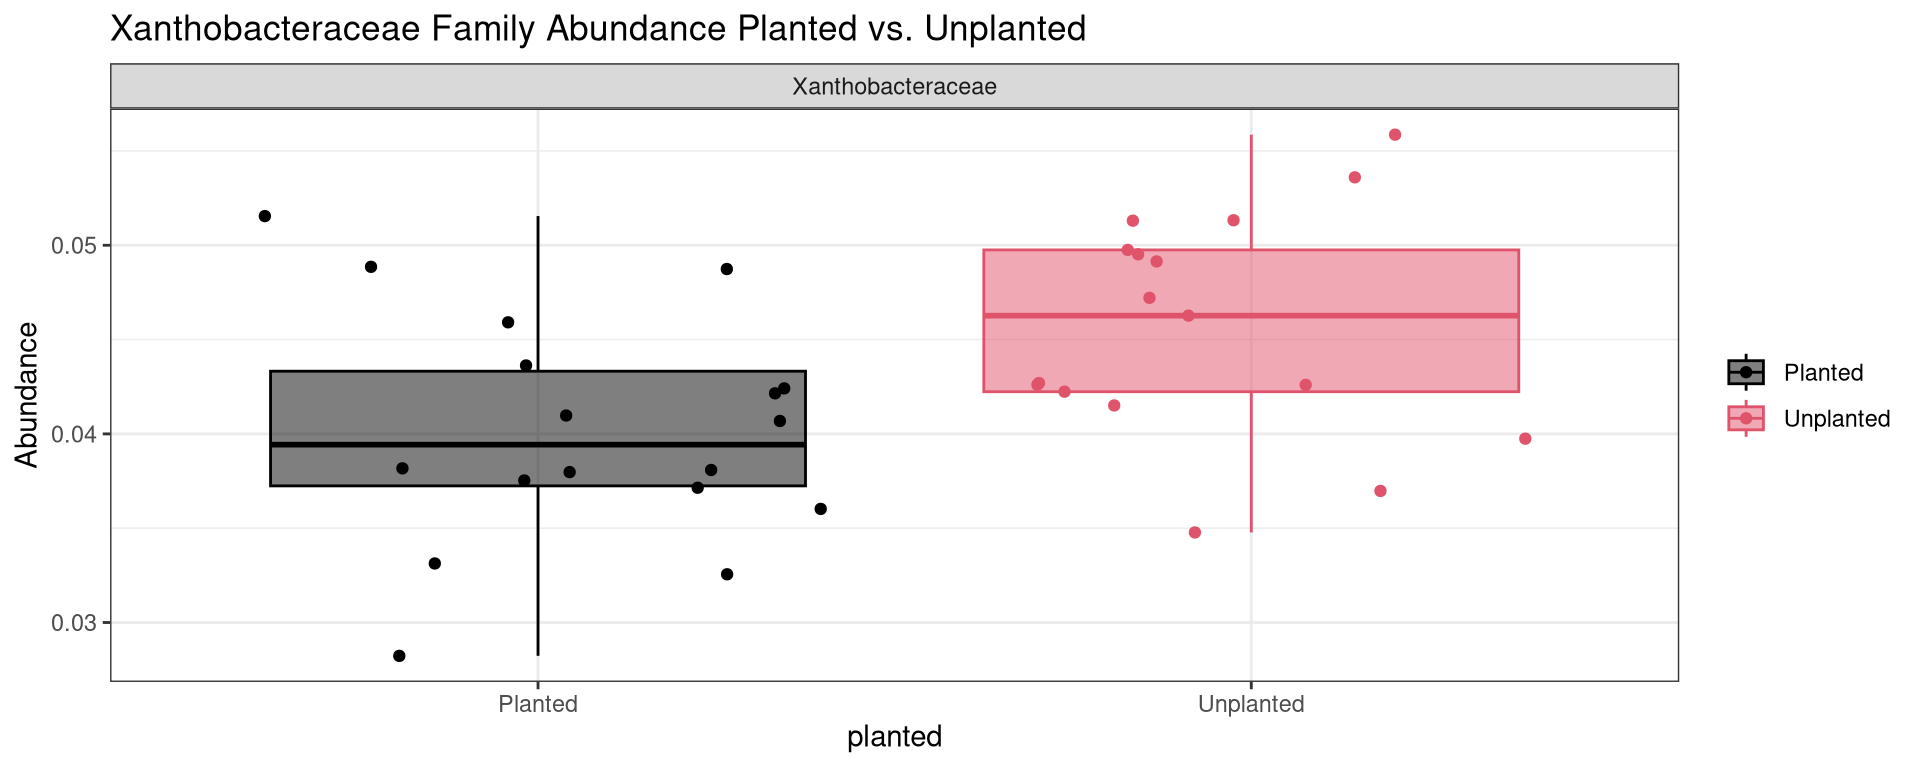 Xanthobacteraceae Family Abundance Planted vs. Unplanted
Xanthobacteraceae
Abundance
0.05
0.04
0.03
Planted
Unplanted
planted
Planted
Unplanted